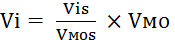 Vi = Vis / VMOS × VMO